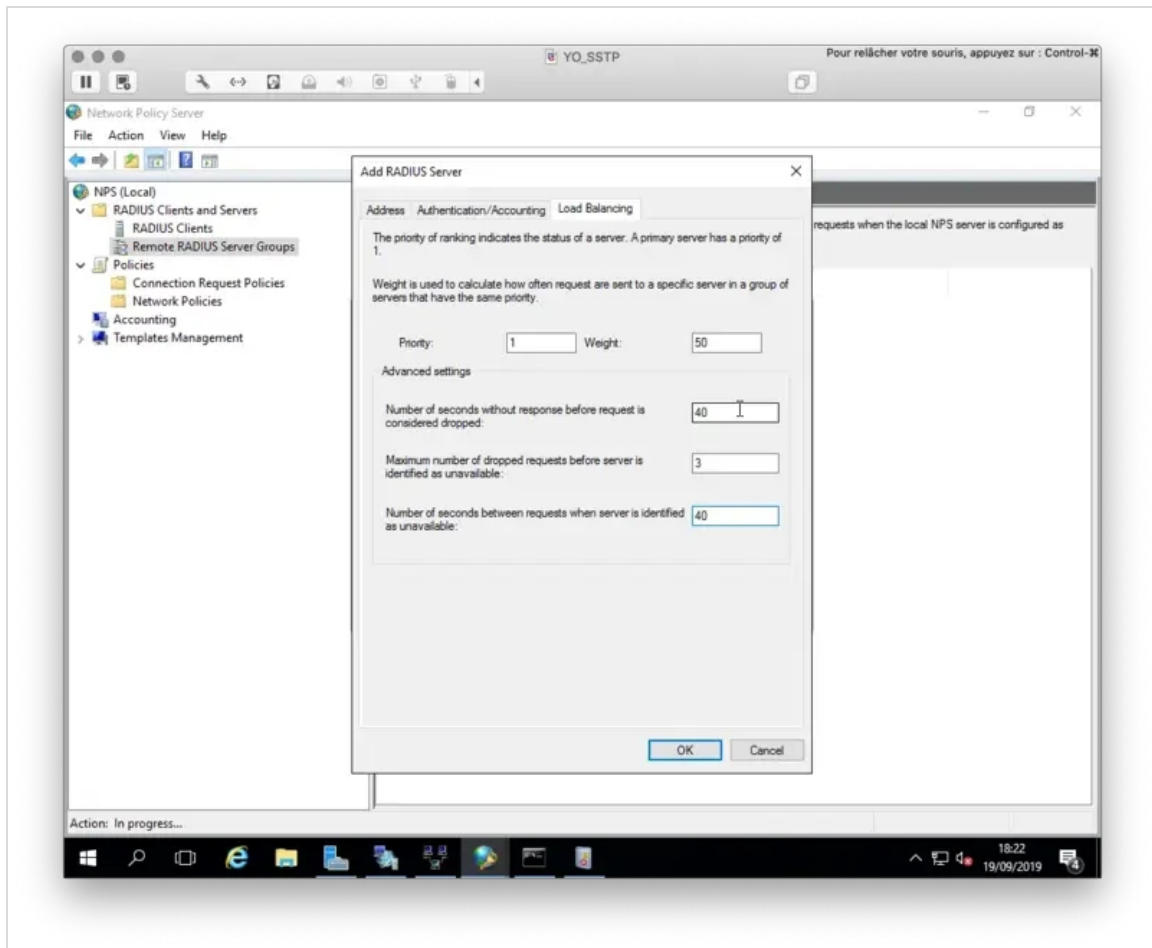 YO_SSTP
Pour relâcher votre souris, appuyez sur : Control-⌘
Network Policy Server
File Action View Help
NPS (Local)
RADIUS Clients and Servers
RADIUS Clients
Remote RADIUS Server Groups
Policies
Connection Request Policies
Network Policies
Accounting
Templates Management
requests when the local NPS server is configured as
Add RADIUS Server
Address Authentication/Accounting Load Balancing
The priority of ranking indicates the status of a server. A primary server has a priority of
1.
Weight is used to calculate how often request are sent to a specific server in a group of
servers that have the same priority.
Priority: 1 Weight: 50
Advanced settings
Number of seconds without response before request is
considered dropped: 40
Maximum number of dropped requests before server is
identified as unavailable: 3
Number of seconds between requests when server is identified
as unavailable: 40
OK Cancel
Action: In progress...
18:22
19/09/2019
4